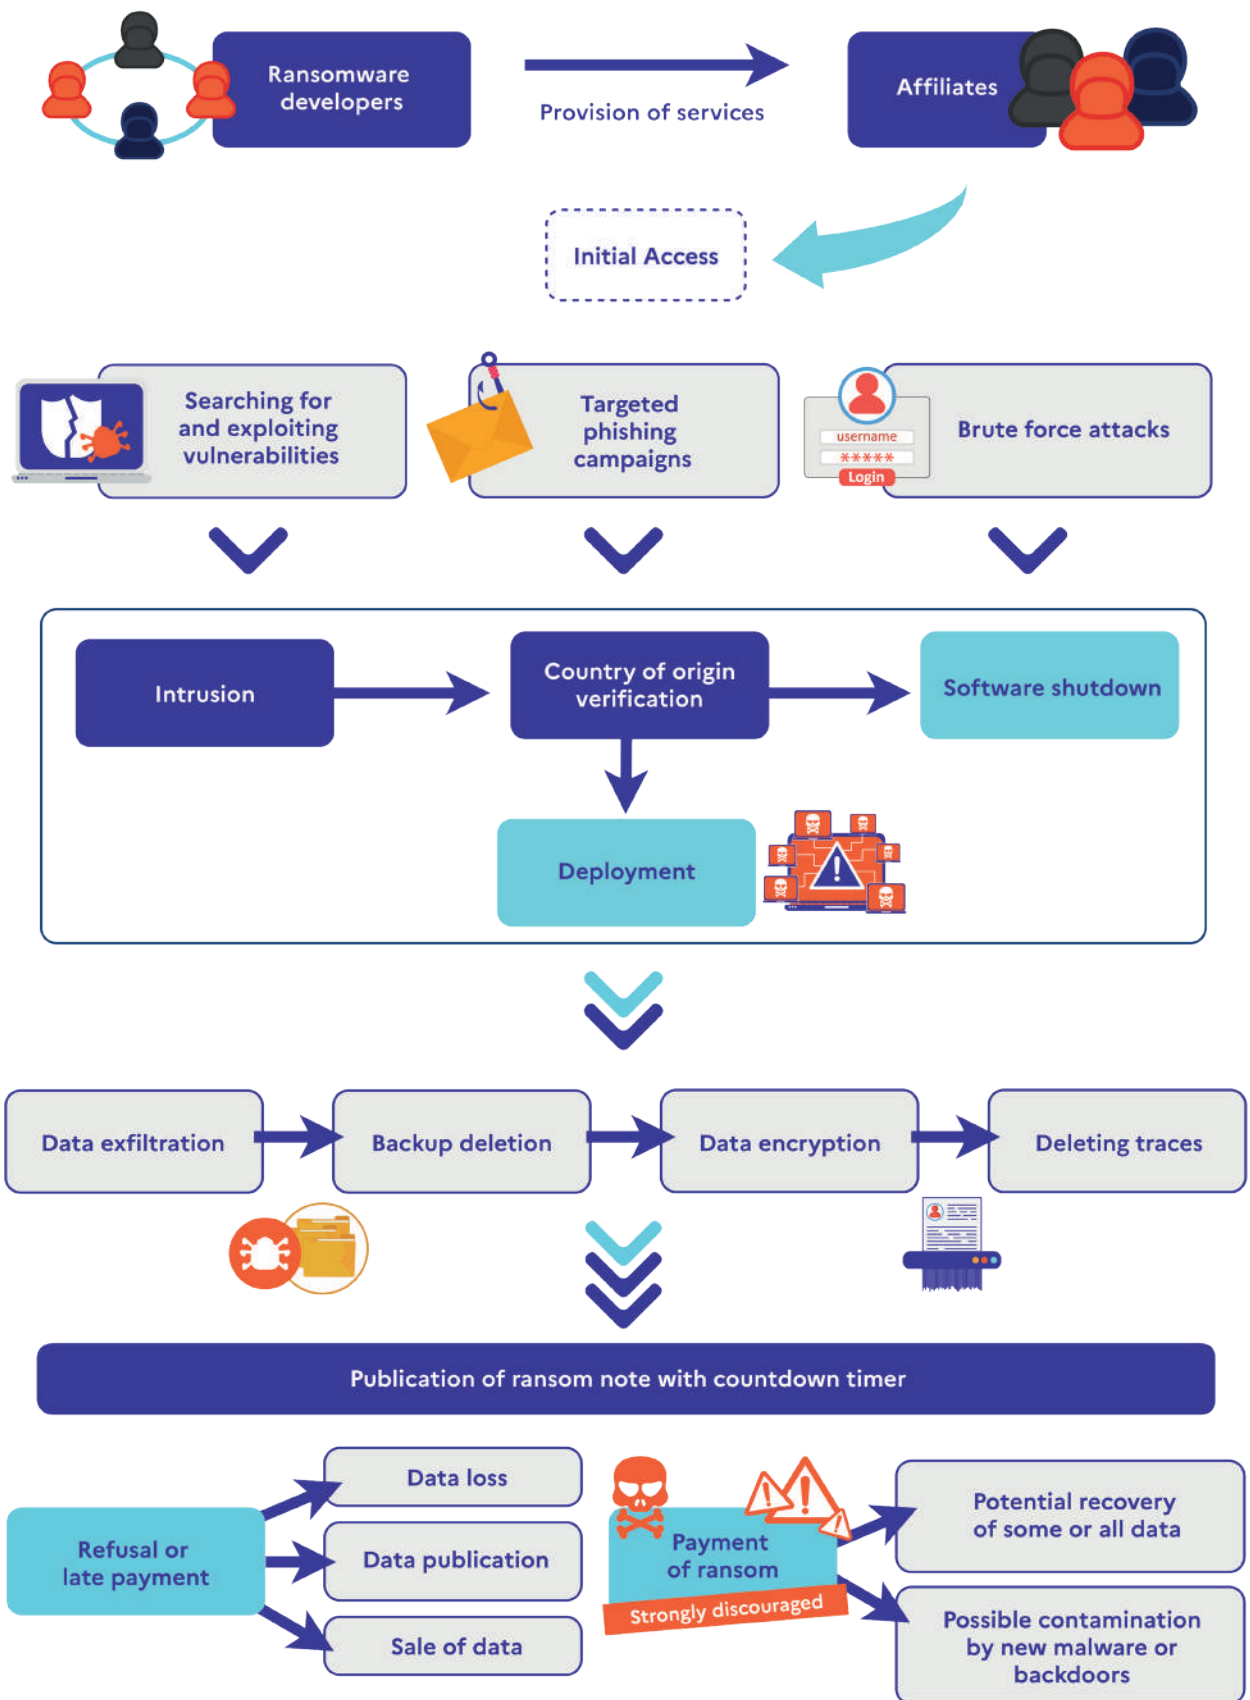 Ransomware
developers
Provision of services
Affiliates
Initial Access
Searching for
and exploiting
vulnerabilities
Targeted
phishing
campaigns
username
*****
Login
Brute force attacks
Intrusion
Country of origin
verification
Software shutdown
Deployment
Data exfiltration
Backup deletion
Data encryption
Deleting traces
Publication of ransom note with countdown timer
Refusal or
late payment
Data loss
Data publication
Sale of data
Payment
of ransom
Strongly discouraged
Potential recovery
of some or all data
Possible contamination
by new malware or
backdoors